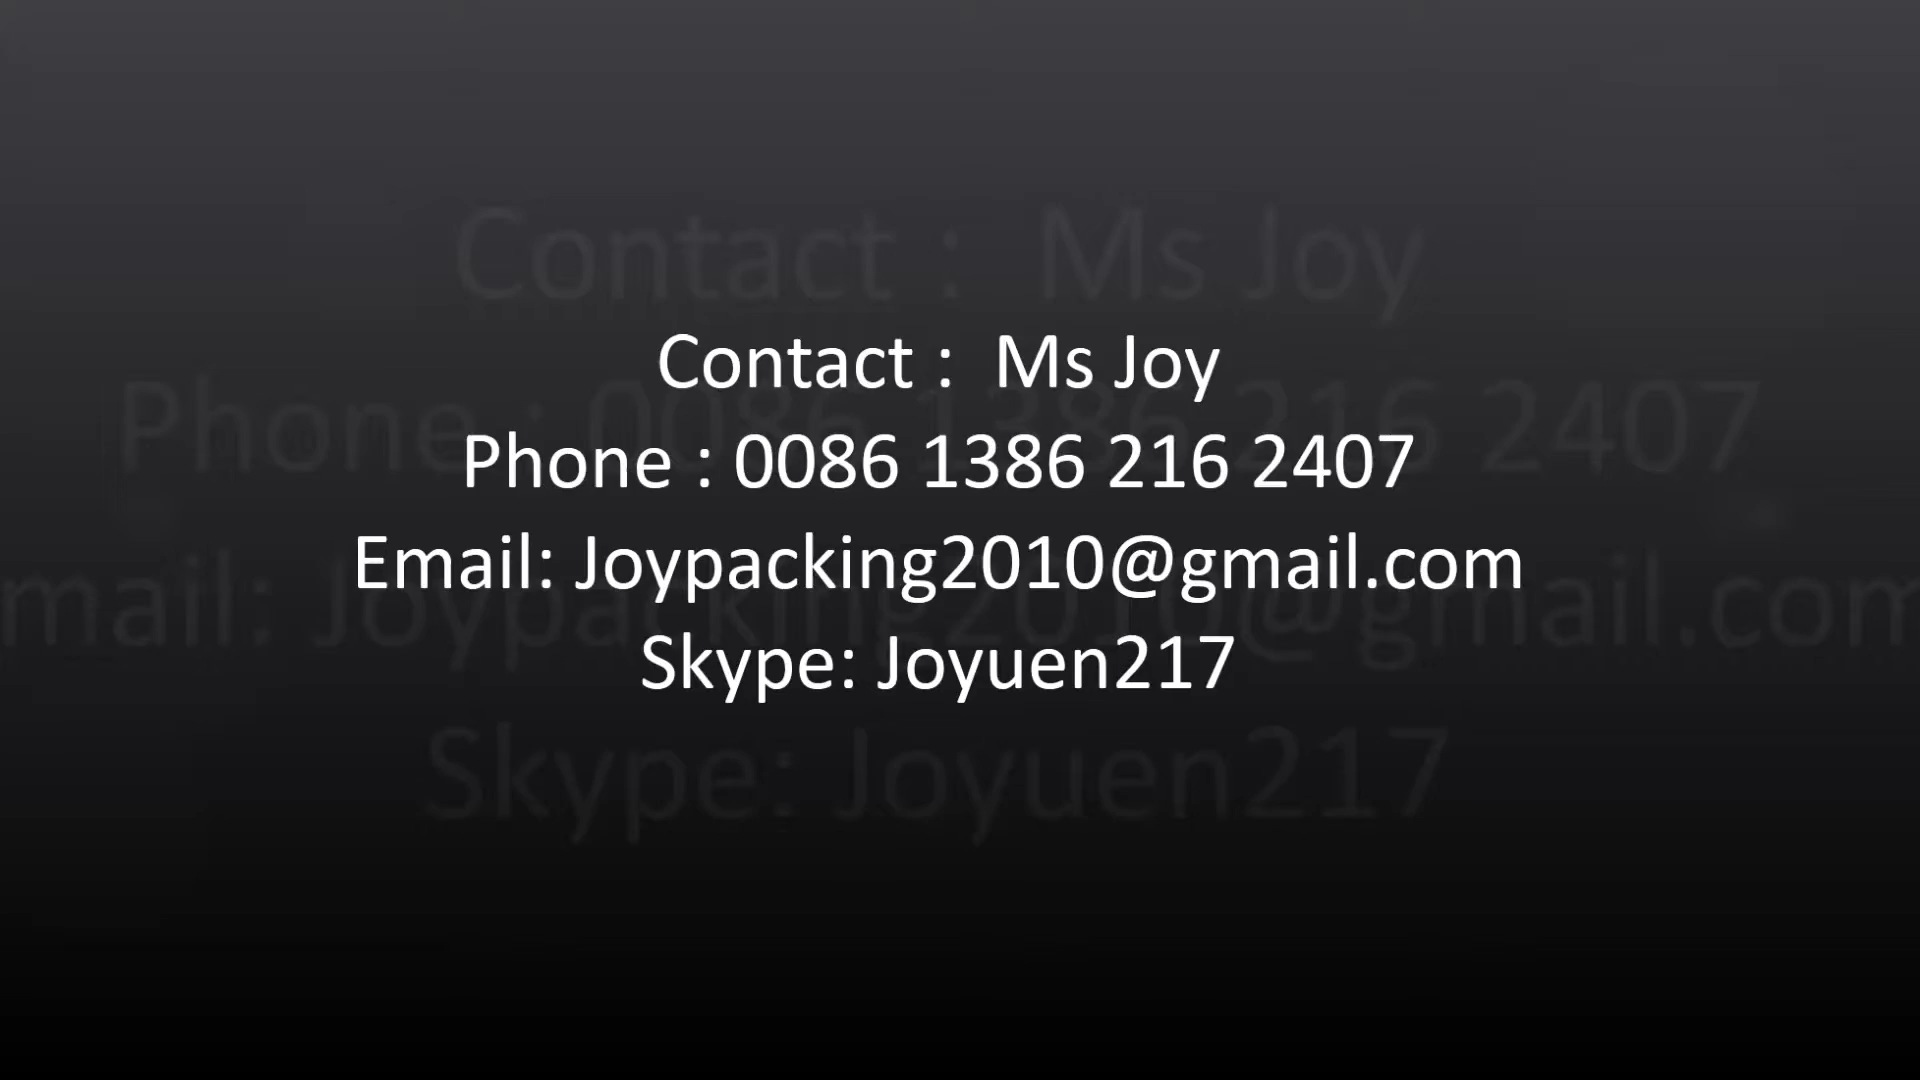 Contact :  Ms Joy
Phone : 0086 1386 216 2407
Email: Joypacking2010@gmail.com
Skype: Joyuen217